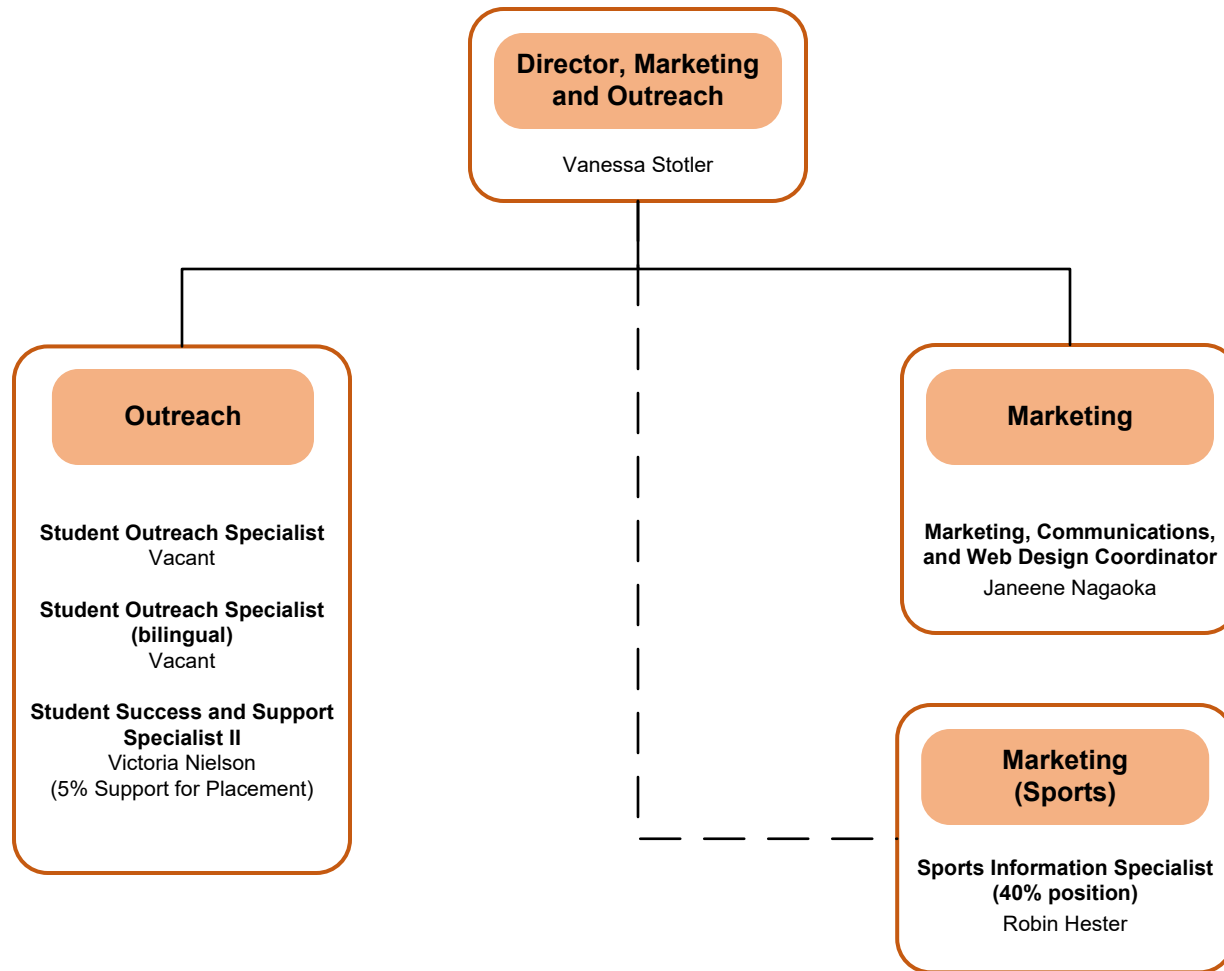 Director, Marketing
and Outreach
Vanessa Stotler
Outreach
Student Outreach Specialist
Vacant
Student Outreach Specialist
(bilingual)
Vacant
Student Success and Support
Specialist II
Victoria Nielson
(5% Support for Placement)
Marketing
Marketing, Communications,
and Web Design Coordinator
Janeene Nagaoka
Marketing
(Sports)
Sports Information Specialist
(40% position)
Robin Hester